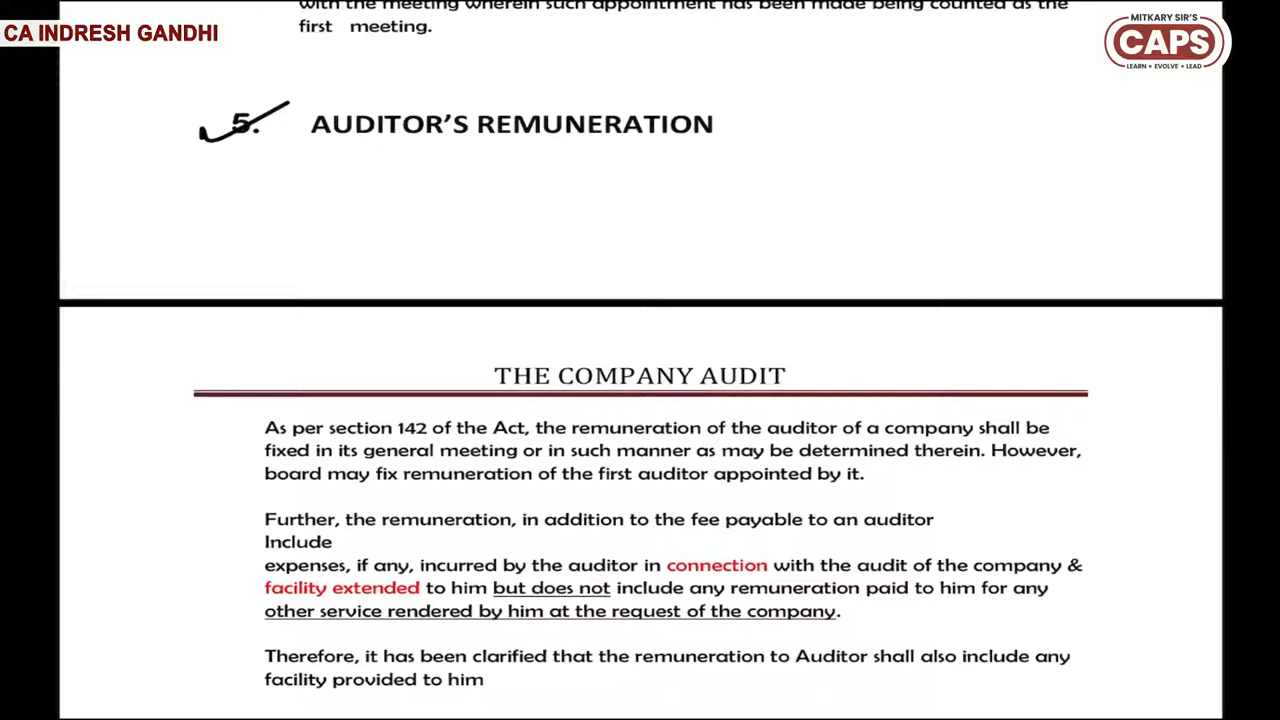 with the meeting wherein such appointment has been made being counted as the
first meeting.
CA INDRESH GANDHI
MITKARY SIR'S
CAPS
LEARN • EVOLVE • LEAD
5. AUDITOR'S REMUNERATION
THE COMPANY AUDIT
As per section 142 of the Act, the remuneration of the auditor of a company shall be
fixed in its general meeting or in such manner as may be determined therein. However,
board may fix remuneration of the first auditor appointed by it.
Further, the remuneration, in addition to the fee payable to an auditor
Include
expenses, if any, incurred by the auditor in connection with the audit of the company &
facility extended to him but does not include any remuneration paid to him for any
other service rendered by him at the request of the company.
Therefore, it has been clarified that the remuneration to Auditor shall also include any
facility provided to him